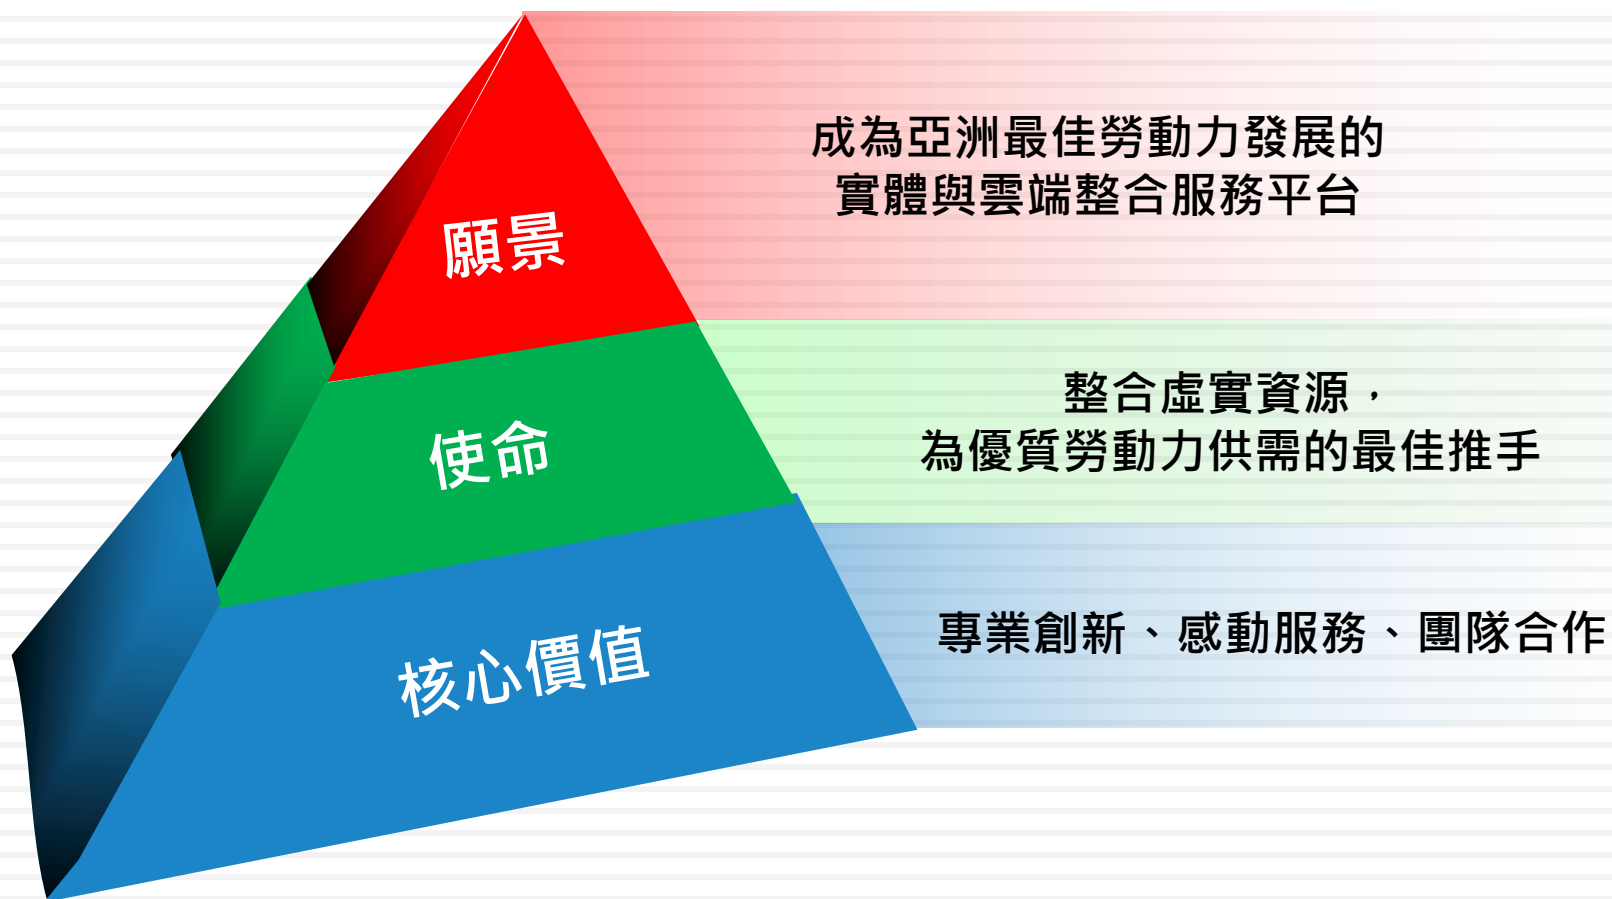 成為亞洲最佳勞動力發展的
實體與雲端整合服務平台
願景
整合虛實資源，
為優質勞動力供需的最佳推手
使命
專業創新、感動服務、團隊合作
核心價值